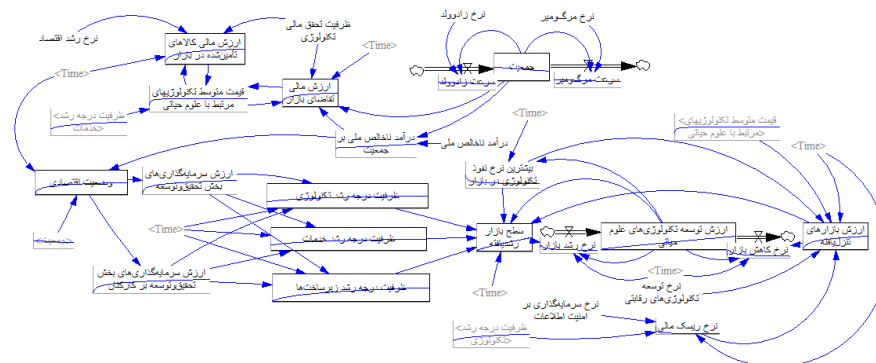 نرخ رشد اقتصاد
ارزش مالی کالاهای
تامین‌شده در بازار
ظرفیت تحقق مالی
تکنولوژی
<Time>
<Time>
ارزش مالی
تقاضای بازار
قیمت متوسط تکنولوژیهای
مرتبط با علوم حیاتی
<ظرفیت درجه رشد
خدمات>
نرخ زادوولد
نرخ مرگ‌ومیر
جمعیت
سرعت زادوولد
سرعت مرگ‌ومیر
درآمد ناخالص ملی بر
جمعیت
درآمد ناخالص ملی
<Time>
<قیمت متوسط تکنولوژیهای
مرتبط با علوم حیاتی>
<Time>
بیشترین نرخ نفوذ
تکنولوژی در بازار
وضعیت اقتصادی
ارزش سرمایه‌گذاری‌های
بخش تحقیق‌وتوسعه
ظرفیت درجه رشد تکنولوژی
<Time>
ظرفیت درجه رشد خدمات
<جمعیت>
ارزش سرمایه‌گذاری‌های بخش
تحقیق‌وتوسعه بر کارکنان
ظرفیت درجه رشد زیرساخت‌ها
سطح بازار
رشدیافته
نرخ رشد بازار
ارزش توسعه تکنولوژی‌های علوم
حیاتی
نرخ کاهش بازار
ارزش بازارهای
تنزل‌یافته
<Time>
<Time>
نرخ توسعه
تکنولوژی‌های رقابتی
نرخ سرمایه‌گذاری بر
امنیت اطلاعات
نرخ ریسک مالی
<ظرفیت درجه رشد
تکنولوژی>